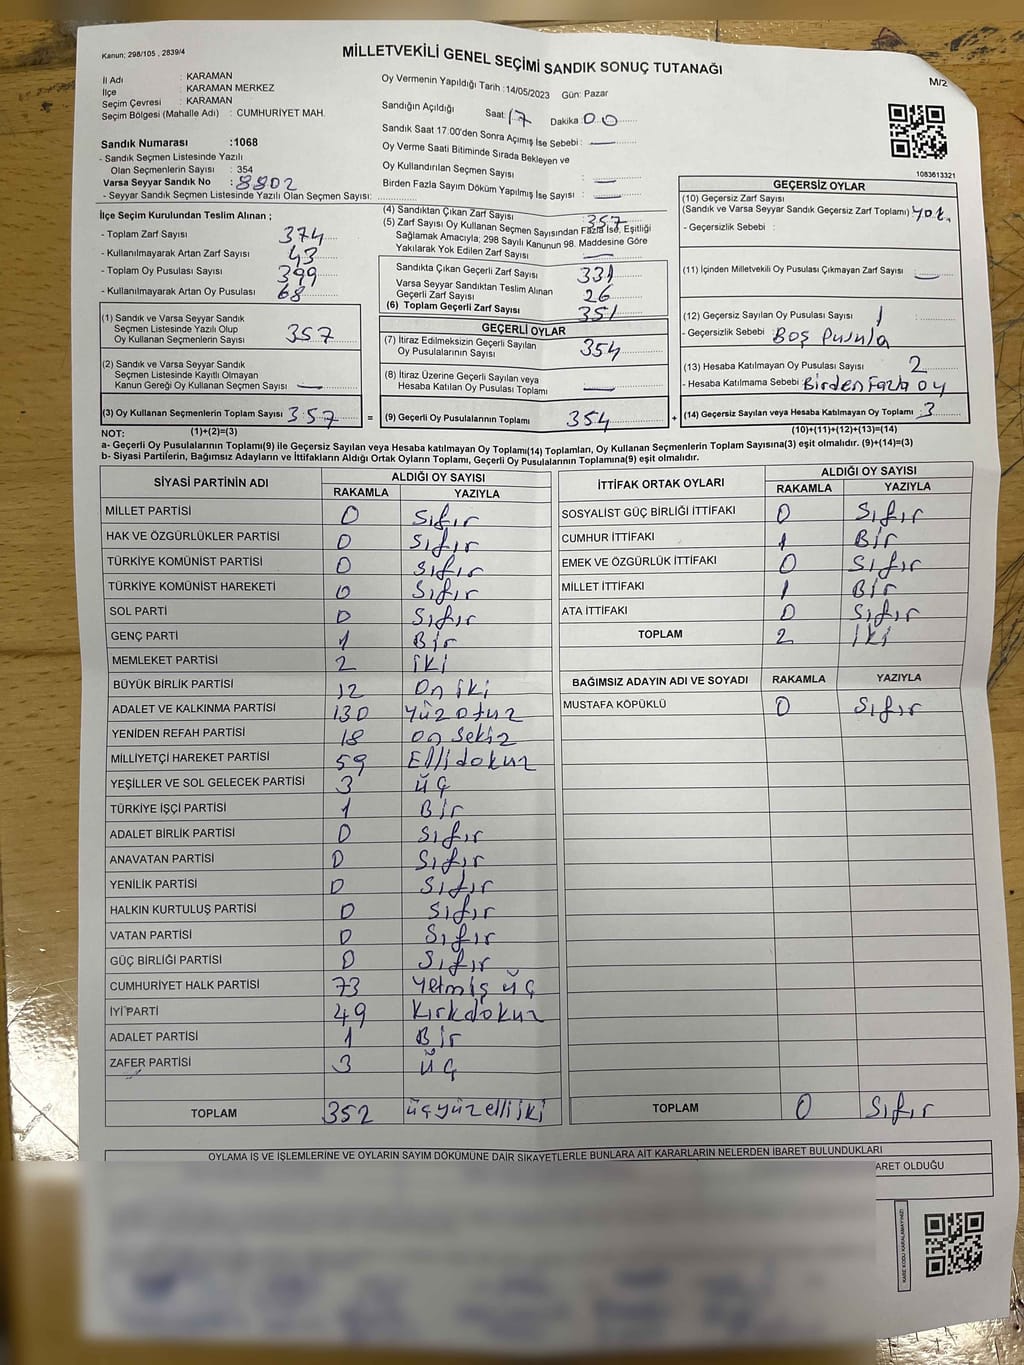 Kanun: 298/105 , 2839/4
MİLLETVEKİLİ GENEL SEÇİMİ SANDIK SONUÇ TUTANAĞI
M/2
İl Adı : KARAMAN
İlçe : KARAMAN MERKEZ
Seçim Çevresi : KARAMAN
Seçim Bölgesi (Mahalle Adı) : CUMHURİYET MAH.
Sandık Numarası :1068
- Sandık Seçmen Listesinde Yazılı
Olan Seçmenlerin Sayısı : 354
Varsa Seyyar Sandık No : 8802
- Seyyar Sandık Seçmen Listesinde Yazılı Olan Seçmen Sayısı:
Oy Vermenin Yapıldığı Tarih :14/05/2023 Gün: Pazar
Sandığın Açıldığı Saat: 17 Dakika 00
Sandık Saat 17:00'den Sonra Açımış İse Sebebi : —
Oy Verme Saati Bitiminde Sırada Bekleyen ve
Oy Kullandırılan Seçmen Sayısı : —
Birden Fazla Sayım Döküm Yapılmış İse Sayısı : —
1083613321
İlçe Seçim Kurulundan Teslim Alınan ;
- Toplam Zarf Sayısı 374
- Kullanılmayarak Artan Zarf Sayısı 43
- Toplam Oy Pusulası Sayısı 399
- Kullanılmayarak Artan Oy Pusulası 68
(4) Sandıktan Çıkan Zarf Sayısı : 357
(5) Zarf Sayısı Oy Kullanan Seçmen Sayısından Fazla İse, Eşitliği
Sağlamak Amacıyla; 298 Sayılı Kanunun 98. Maddesine Göre
Yakılarak Yok Edilen Zarf Sayısı —
Sandıkta Çıkan Geçerli Zarf Sayısı 331
Varsa Seyyar Sandıktan Teslim Alınan
Geçerli Zarf Sayısı 26
(6) Toplam Geçerli Zarf Sayısı 357
GEÇERSİZ OYLAR
(10) Geçersiz Zarf Sayısı
(Sandık ve Varsa Seyyar Sandık Geçersiz Zarf Toplamı) yok.
- Geçersizlik Sebebi :
(11) İçinden Milletvekili Oy Pusulası Çıkmayan Zarf Sayısı : —
(12) Geçersiz Sayılan Oy Pusulası Sayısı : 1
- Geçersizlik Sebebi : Boş Pusula
(13) Hesaba Katılmayan Oy Pusulası Sayısı 2
- Hesaba Katılmama Sebebi Birden Fazla oy
(14) Geçersiz Sayılan veya Hesaba Katılmayan Oy Toplamı : 3
(10)+(11)+(12)+(13)=(14)
(1) Sandık ve Varsa Seyyar Sandık
Seçmen Listesinde Yazılı Olup
Oy Kullanan Seçmenlerin Sayısı 357
(2) Sandık ve Varsa Seyyar Sandık
Seçmen Listesinde Kayıtlı Olmayan
Kanun Gereği Oy Kullanan Seçmen Sayısı —
(3) Oy Kullanan Seçmenlerin Toplam Sayısı 357
(1)+(2)=(3)
=
GEÇERLİ OYLAR
(7) İtiraz Edilmeksizin Geçerli Sayılan
Oy Pusulalarının Sayısı 354
(8) İtiraz Üzerine Geçerli Sayılan veya
Hesaba Katılan Oy Pusulası Toplamı —
(9) Geçerli Oy Pusulalarının Toplamı 354
+
NOT:
a- Geçerli Oy Pusulasının Toplamı(9) ile Geçersiz Sayılan veya Hesaba katılmayan Oy Toplamı(14) Toplamları, Oy Kullanan Seçmenlerin Toplam Sayısına(3) eşit olmalıdır. (9)+(14)=(3)
b- Siyasi Partiferin, Bağımsız Adayların ve İttifakların Aldığı Ortak Oyların Toplamı, Geçerli Oy Pusulalarının Toplamına(9) eşit olmalıdır.
SİYASİ PARTİNİN ADI ALDIĞI OY SAYISI
RAKAMLA YAZIYLA
MİLLET PARTİSİ 0 Sıfır
HAK VE ÖZGÜRLÜKLER PARTİSİ 0 Sıfır
TÜRKİYE KOMÜNİST PARTİSİ 0 Sıfır
TÜRKİYE KOMÜNİST HAREKETİ 0 Sıfır
SOL PARTİ 0 Sıfır
GENÇ PARTİ 1 Bir
MEMLEKET PARTİSİ 2 iki
BÜYÜK BİRLİK PARTİSİ 12 On iki
ADALET VE KALKINMA PARTİSİ 130 yüz otuz
YENİDEN REFAH PARTİSİ 18 on sekiz
MİLLİYETÇİ HAREKET PARTİSİ 59 Elli dokuz
YEŞİLLER VE SOL GELECEK PARTİSİ 3 üç
TÜRKİYE İŞÇİ PARTİSİ 1 Bir
ADALET BİRLİK PARTİSİ 0 Sıfır
ANAVATAN PARTİSİ 0 Sıfır
YENİLİK PARTİSİ 0 Sıfır
HALKIN KURTULUŞ PARTİSİ 0 Sıfır
VATAN PARTİSİ 0 Sıfır
GÜÇ BİRLİĞİ PARTİSİ 0 Sıfır
CUMHURİYET HALK PARTİSİ 73 yetmiş üç
İYİ PARTİ 49 Kırkdokuz
ADALET PARTİSİ 1 Bir
ZAFER PARTİSİ 3 üç
TOPLAM 352 üçyüz elli iki
İTTİFAK ORTAK OYLARI ALDIĞI OY SAYISI
RAKAMLA YAZIYLA
SOSYALİST GÜÇ BİRLİĞİ İTTİFAKI 0 Sıfır
CUMHUR İTTİFAKI 1 Bir
EMEK VE ÖZGÜRLÜK İTTİFAKI 0 Sıfır
MİLLET İTTİFAKI 1 Bir
ATA İTTİFAKI 0 Sıfır
TOPLAM 2 iki
BAĞIMSIZ ADAYIN ADI VE SOYADI RAKAMLA YAZIYLA
MUSTAFA KÖPÜKLÜ 0 Sıfır
TOPLAM 0 Sıfır
OYLAMA İŞ VE İŞLEMLERİNE VE OYLARIN SAYIM DÖKÜMÜNE DAİR ŞİKAYETLERLE BUNLARA AİT KARARLARIN NELERDEN İBARET BULUNDUKLARI
ARET OLDUĞU
KARE KODU KARALAMAYINIZ!